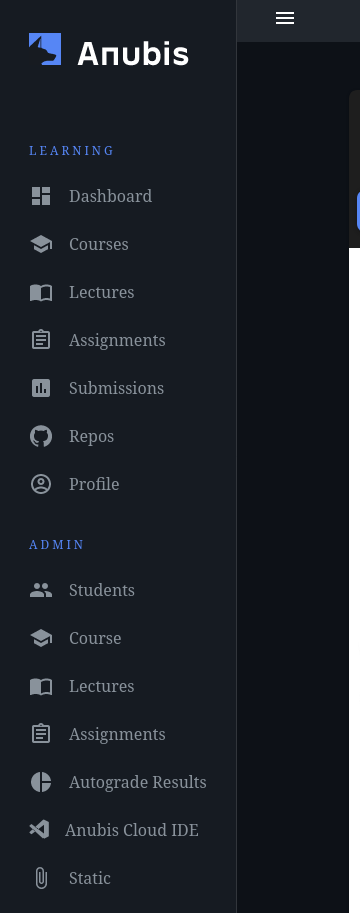 Anubis
LEARNING
Dashboard
Courses
Lectures
Assignments
Submissions
Repos
Profile
ADMIN
Students
Course
Lectures
Assignments
Autograde Results
Anubis Cloud IDE
Static